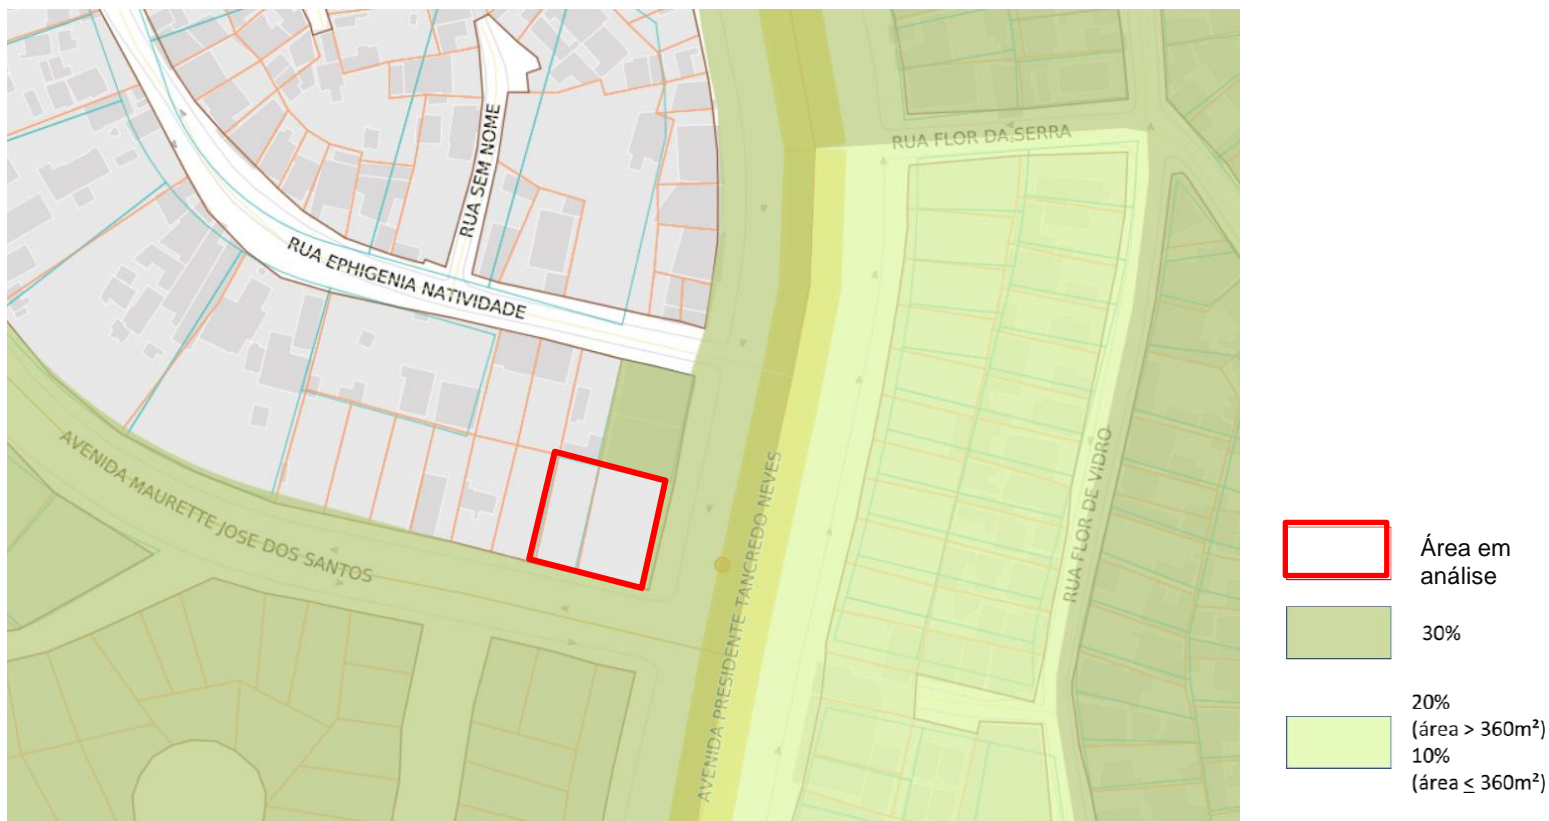 RUA FLOR DA SERRA
RUA SEM NOME
RUA EPHIGENIA NATIVIDADE
AVENIDA MAURETTE JOSE DOS SANTOS
AVENIDA PRESIDENTE TANCREDO NEVES
RUA FLOR DE VIDRO
Área em
análise
30%
20%
(área > 360m²)
10%
(área ≤ 360m²)